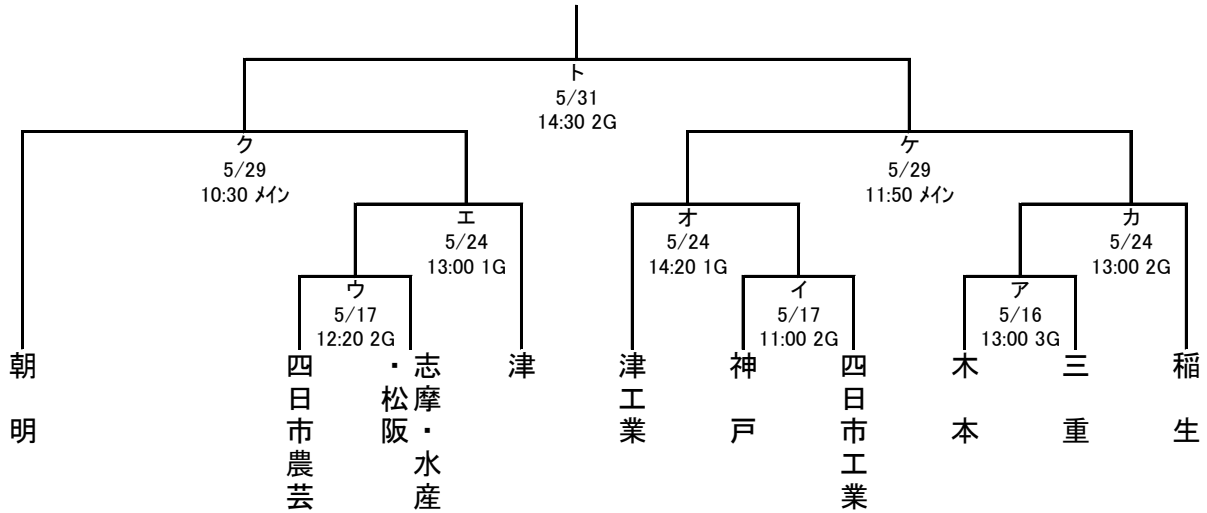 ト
5/31
14:30 2G
ク
5/29
10:30 メイン
ケ
5/29
11:50 メイン
エ
5/24
13:00 1G
オ
5/24
14:20 1G
カ
5/24
13:00 2G
ウ
5/17
12:20 2G
イ
5/17
11:00 2G
ア
5/16
13:00 3G
朝明
四日市農芸
志摩・水産
・松阪
津
津工業
神戸
四日市工業
木本
三重
稲生